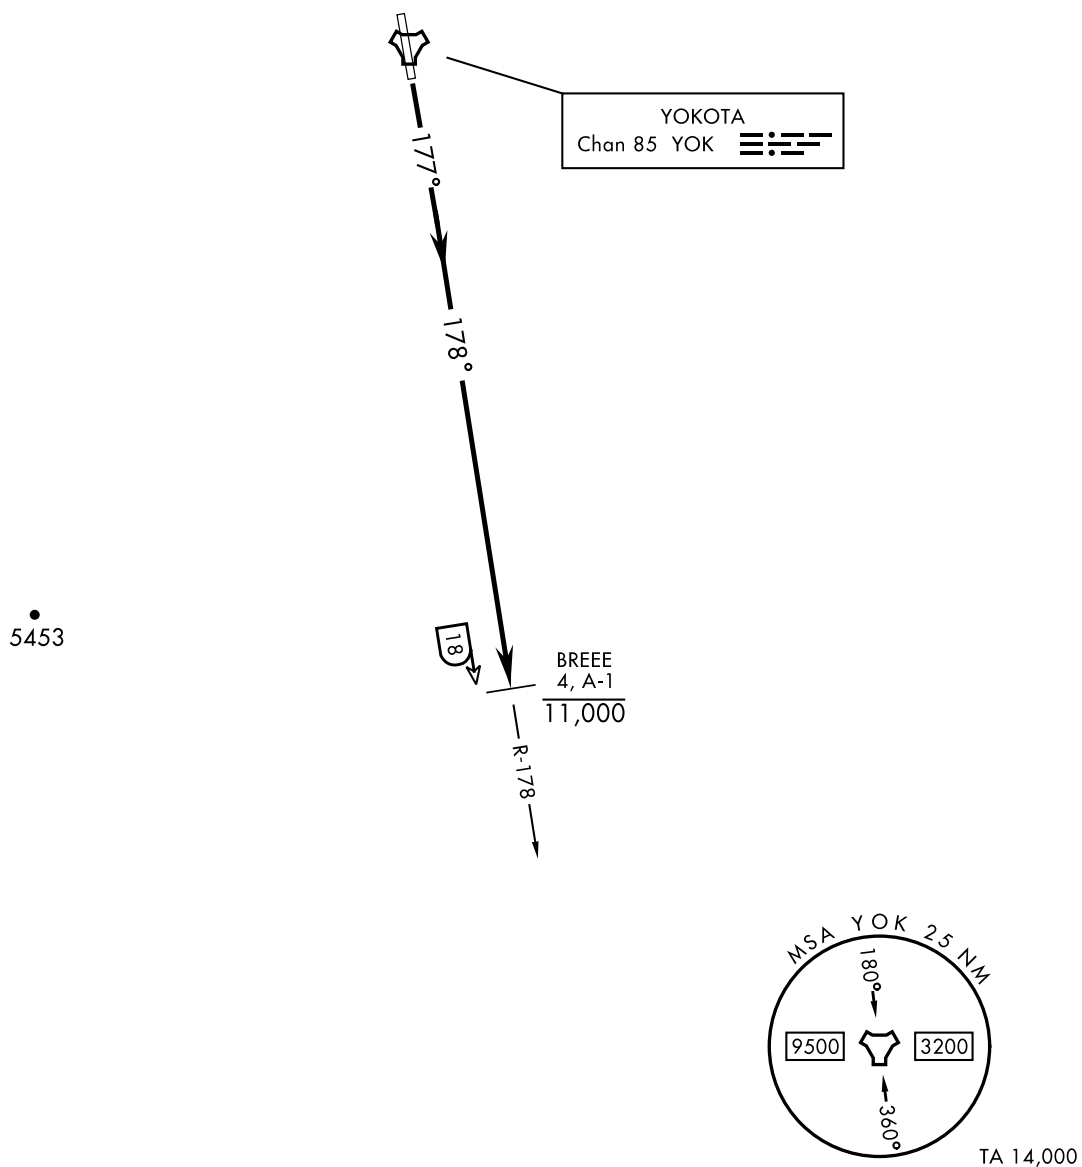 YOKOTA
Chan 85 YOK
177°
178°
5453
18
BREEE
4, A-1
11,000
R-178
MSA YOK 25 NM
180°
9500
3200
360°
TA 14,000